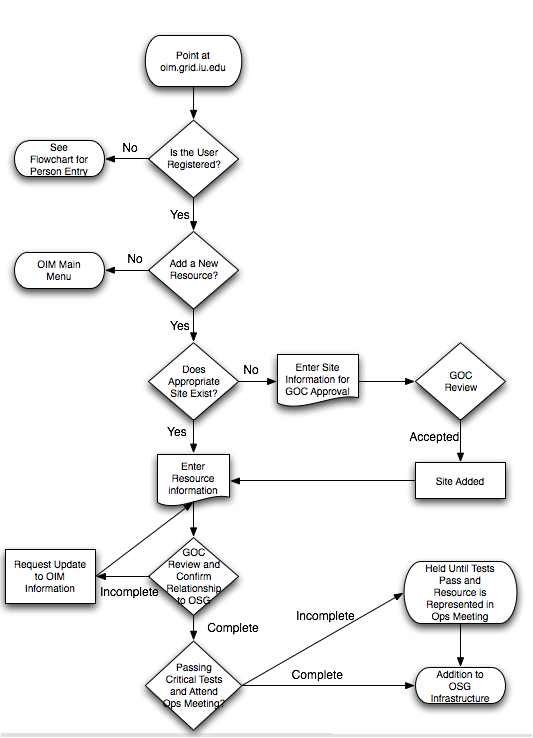 Point at
oim.grid.iu.edu
Is the User
Registered?
No
See
Flowchart for
Person Entry
Yes
Add a New
Resource?
No
OIM Main
Menu
Yes
Does
Appropriate
Site Exist?
No
Enter Site
Information for
GOC Approval
GOC
Review
Yes
Accepted
Enter
Resource
information
Site Added
GOC
Review and
Confirm
Relationship
to OSG
Request Update
to OIM
Information
Incomplete
Held Until Tests
Pass and
Resource is
Represented in
Ops Meeting
Incomplete
Complete
Passing
Critical Tests
and Attend
Ops Meeting?
Complete
Addition to
OSG
Infrastructure